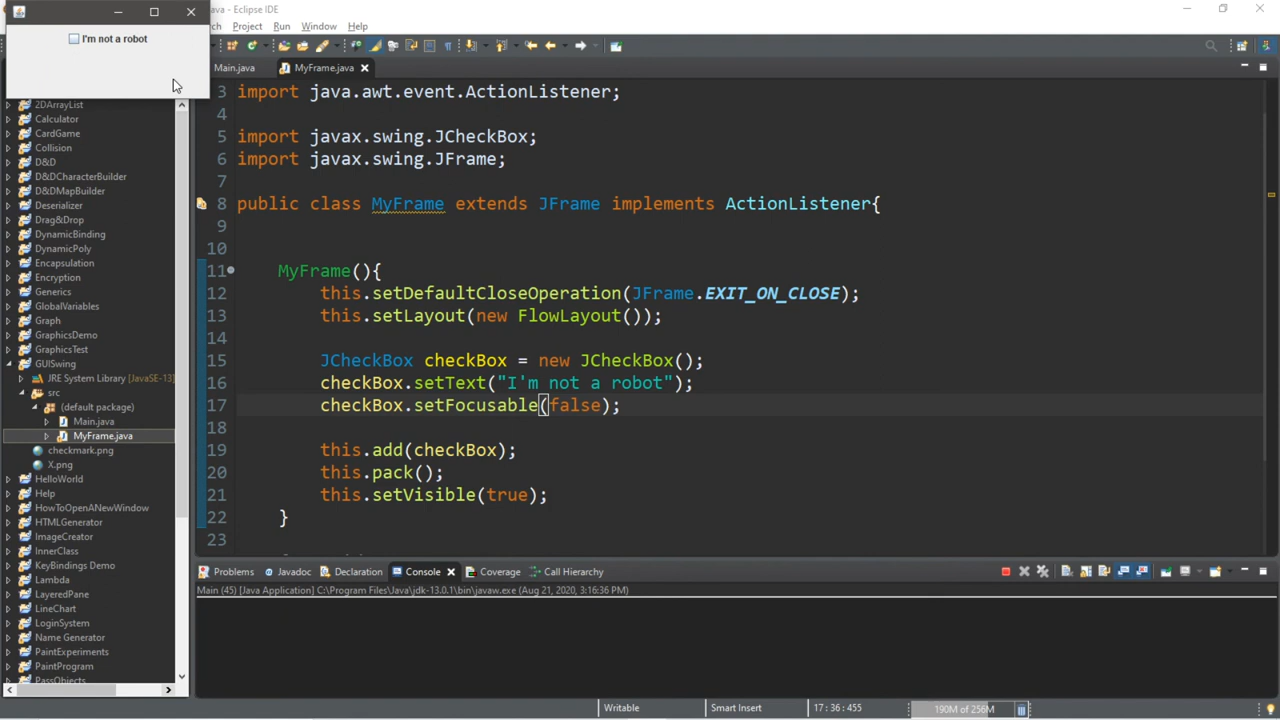 I'm not a robot
ava - Eclipse IDE
rch Project Run Window Help
Main.java
MyFrame.java
2DArrayList
Calculator
CardGame
Collision
D&D
D&DCharacterBuilder
D&DMapBuilder
Deserializer
Drag&Drop
DynamicBinding
DynamicPoly
Encapsulation
Encryption
Generics
GlobalVariables
Graph
GraphicsDemo
GraphicsTest
GUISwing
JRE System Library [JavaSE-13]
src
(default package)
Main.java
MyFrame.java
checkmark.png
X.png
HelloWorld
Help
HowToOpenANewWindow
HTMLGenerator
ImageCreator
InnerClass
KeyBindings Demo
Lambda
LayeredPane
LineChart
LoginSystem
Name Generator
PaintExperiments
PaintProgram
PassObjects
3 import java.awt.event.ActionListener;
4
5 import javax.swing.JCheckBox;
6 import javax.swing.JFrame;
7
8 public class MyFrame extends JFrame implements ActionListener{
9
10
11 MyFrame(){
12 this.setDefaultCloseOperation(JFrame.EXIT_ON_CLOSE);
13 this.setLayout(new FlowLayout());
14
15 JCheckBox checkBox = new JCheckBox();
16 checkBox.setText("I'm not a robot");
17 checkBox.setFocusable(false);
18
19 this.add(checkBox);
20 this.pack();
21 this.setVisible(true);
22 }
23
Problems Javadoc Declaration Console Coverage Call Hierarchy
Main (45) [Java Application] C:\Program Files\Java\jdk-13.0.1\bin\javaw.exe (Aug 21, 2020, 3:16:36 PM)
Writable Smart Insert 17 : 36 : 455 190M of 256M